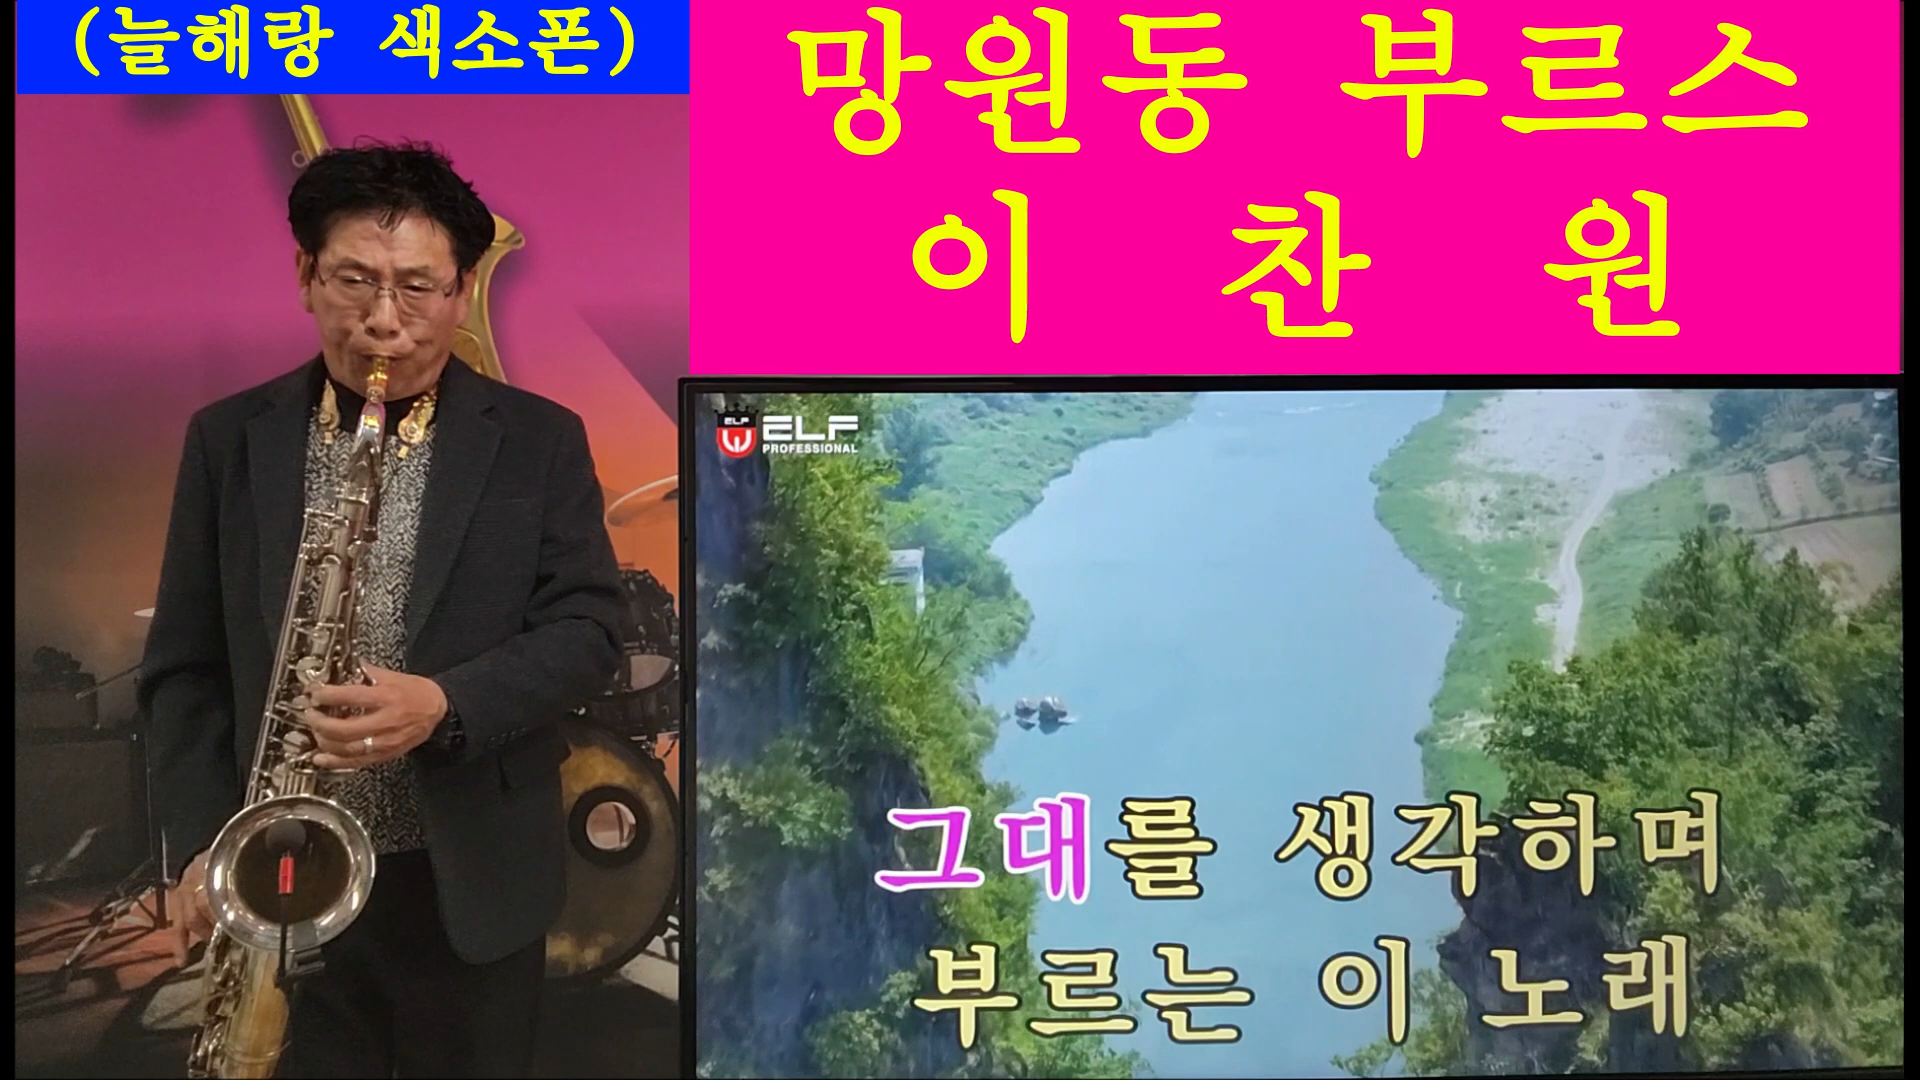 (늘해랑 색소폰)
망원동 부르스
이 찬 원
ELF
ELF
PROFESSIONAL
그대를 생각하며
부르는 이 노래